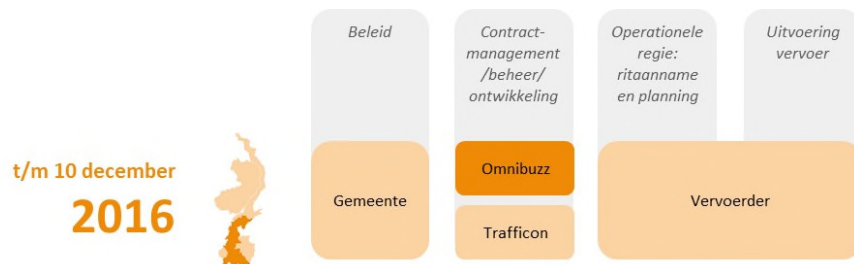 Beleid
Contract-
management
/beheer/
ontwikkeling
Operationele
regie:
ritaanname
en planning
Uitvoering
vervoer
t/m 10 december
2016
Gemeente
Omnibuzz
Trafficon
Vervoerder